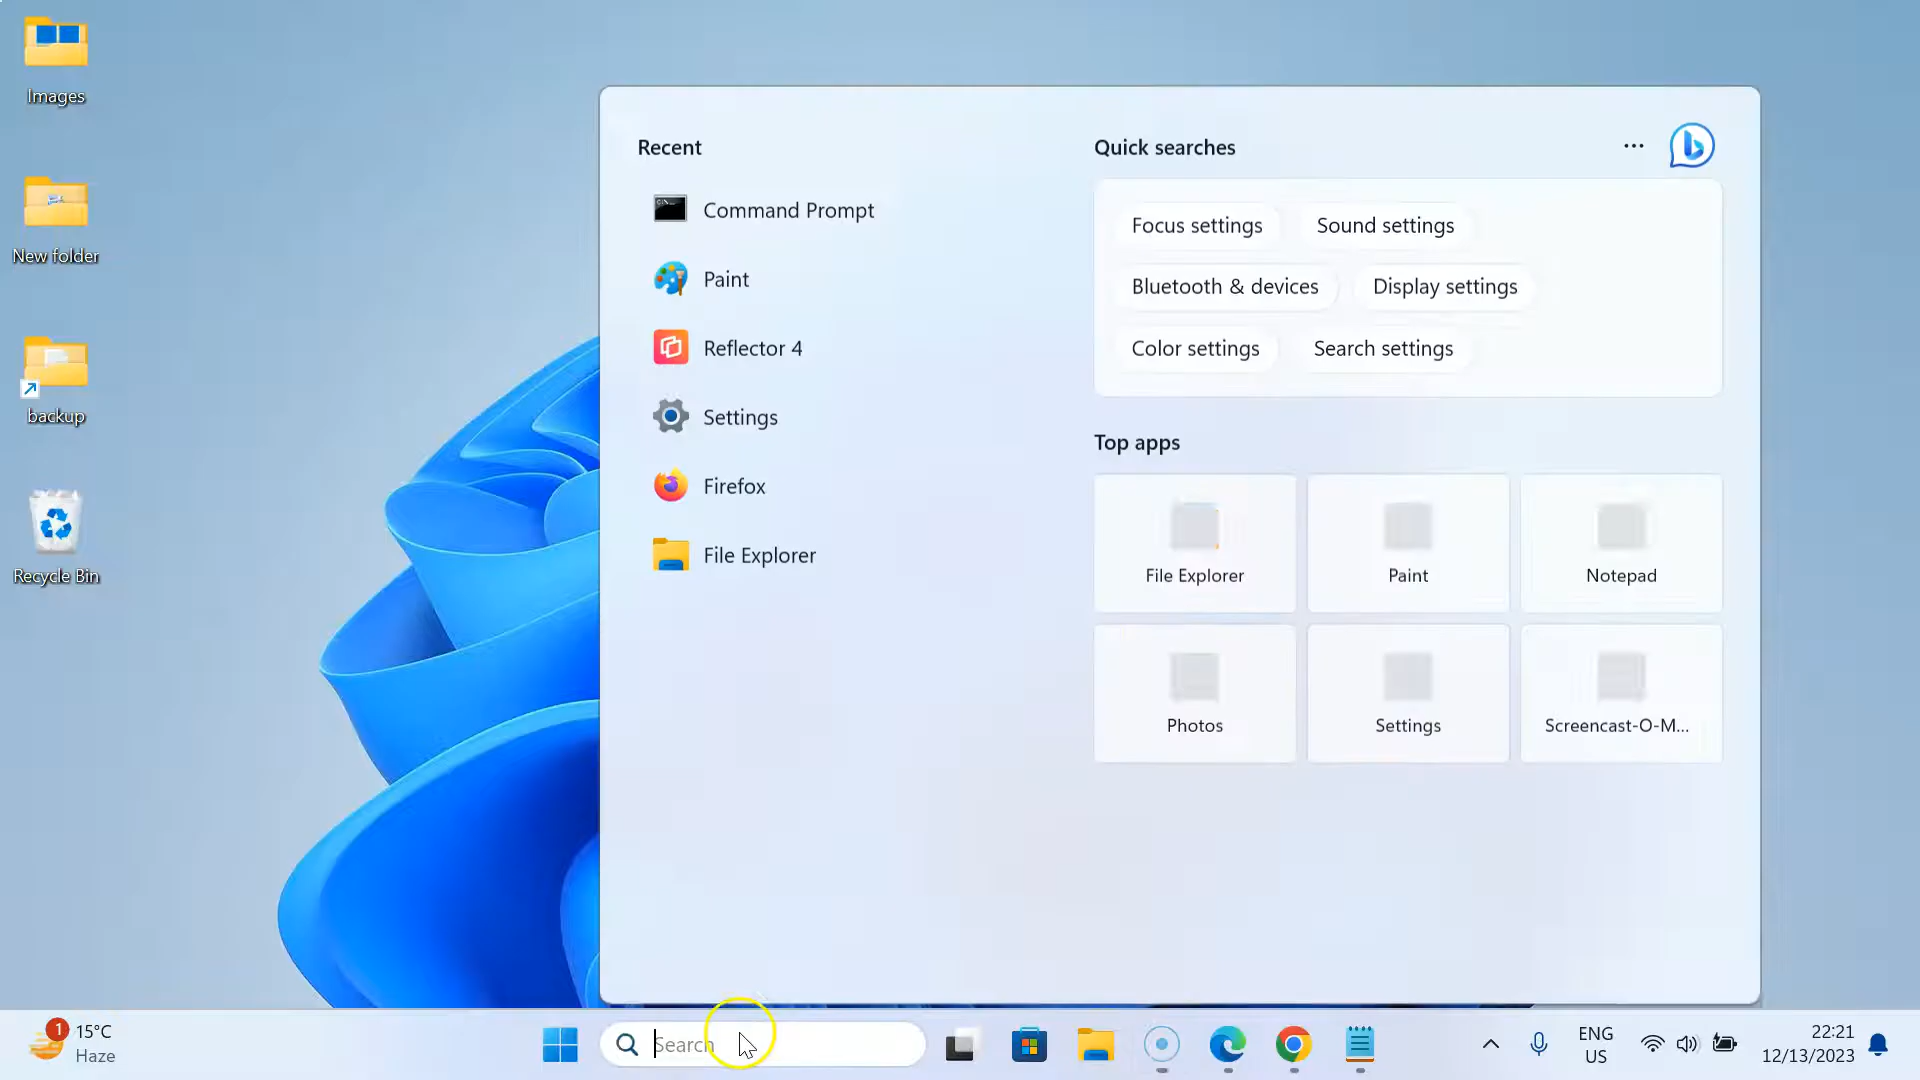 Images
New folder
backup
Recycle Bin
Recent
Command Prompt
Paint
Reflector 4
Settings
Firefox
File Explorer
Quick searches
Focus settings
Sound settings
Bluetooth & devices
Display settings
Color settings
Search settings
Top apps
File Explorer
Paint
Notepad
Photos
Settings
Screencast-O-M...
1
15°C
Haze
Search
ENG
US
22:21
12/13/2023